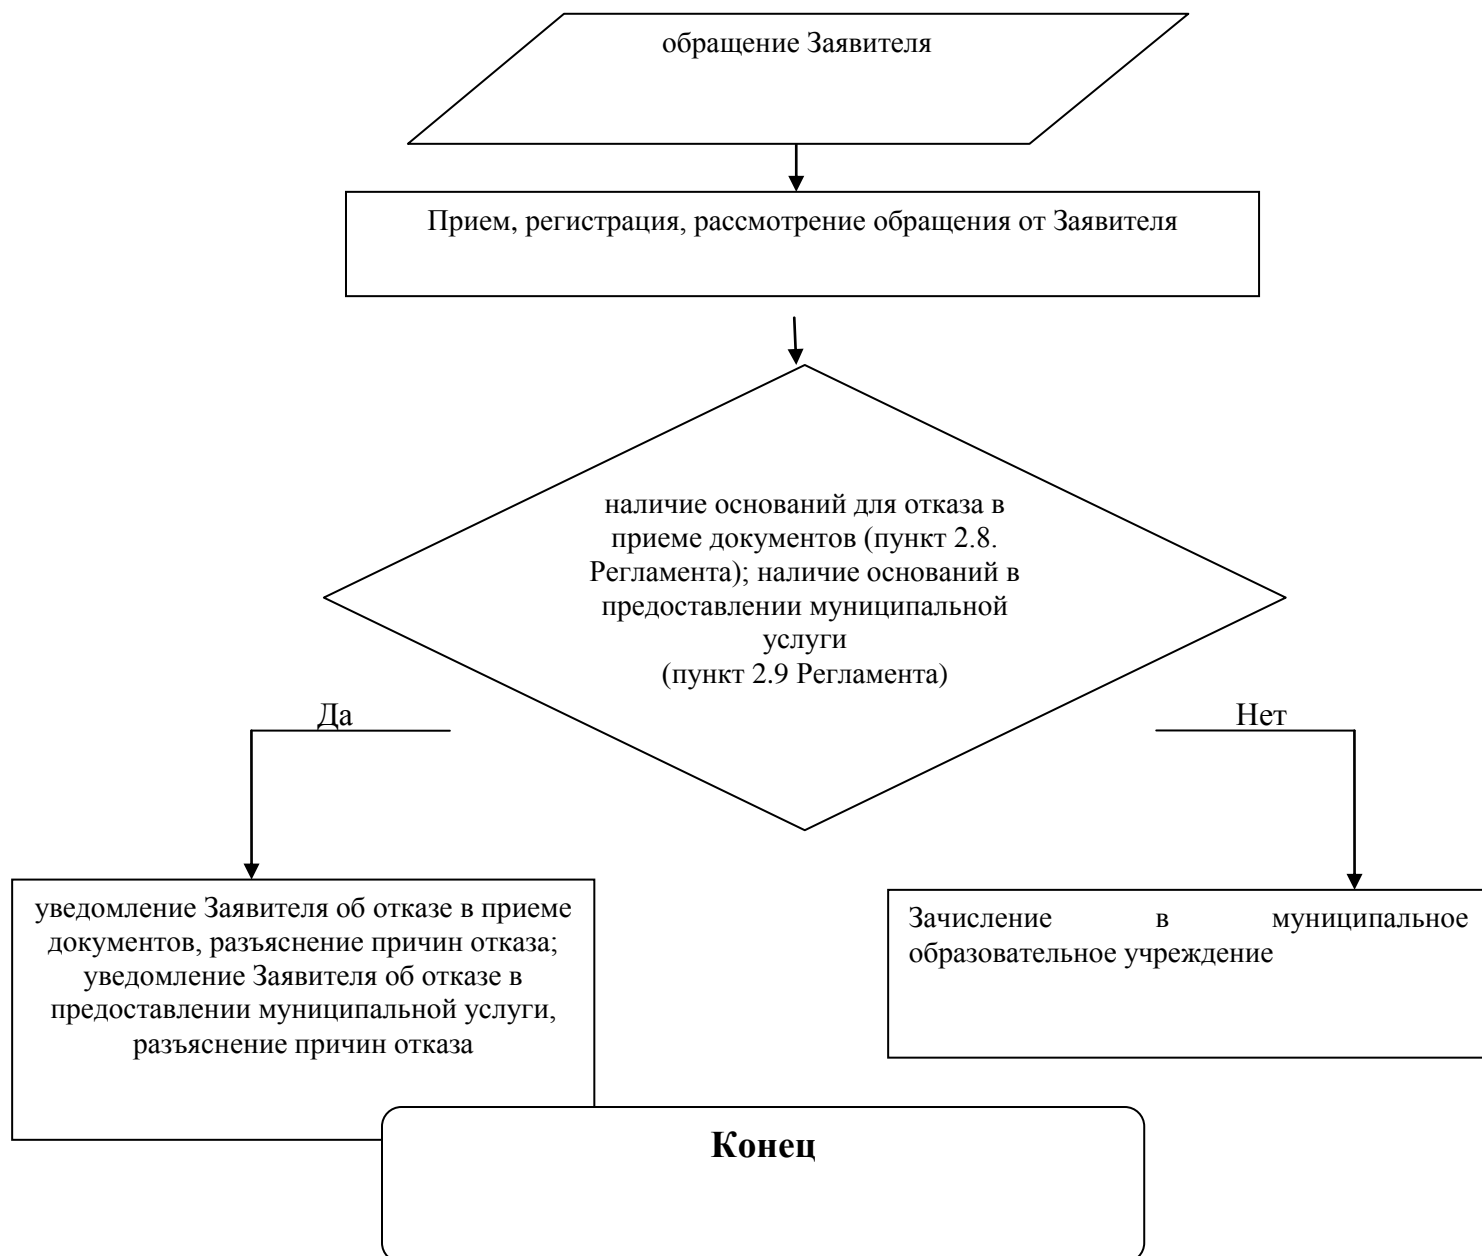 обращение Заявителя
Прием, регистрация, рассмотрение обращения от Заявителя
наличие оснований для отказа в
приеме документов (пункт 2.8.
Регламента); наличие оснований в
предоставлении муниципальной
услуги
(пункт 2.9 Регламента)
Да
Нет
уведомление Заявителя об отказе в приеме
документов, разъяснение причин отказа;
уведомление Заявителя об отказе в
предоставлении муниципальной услуги,
разъяснение причин отказа
Зачисление в муниципальное
образовательное учреждение
Конец